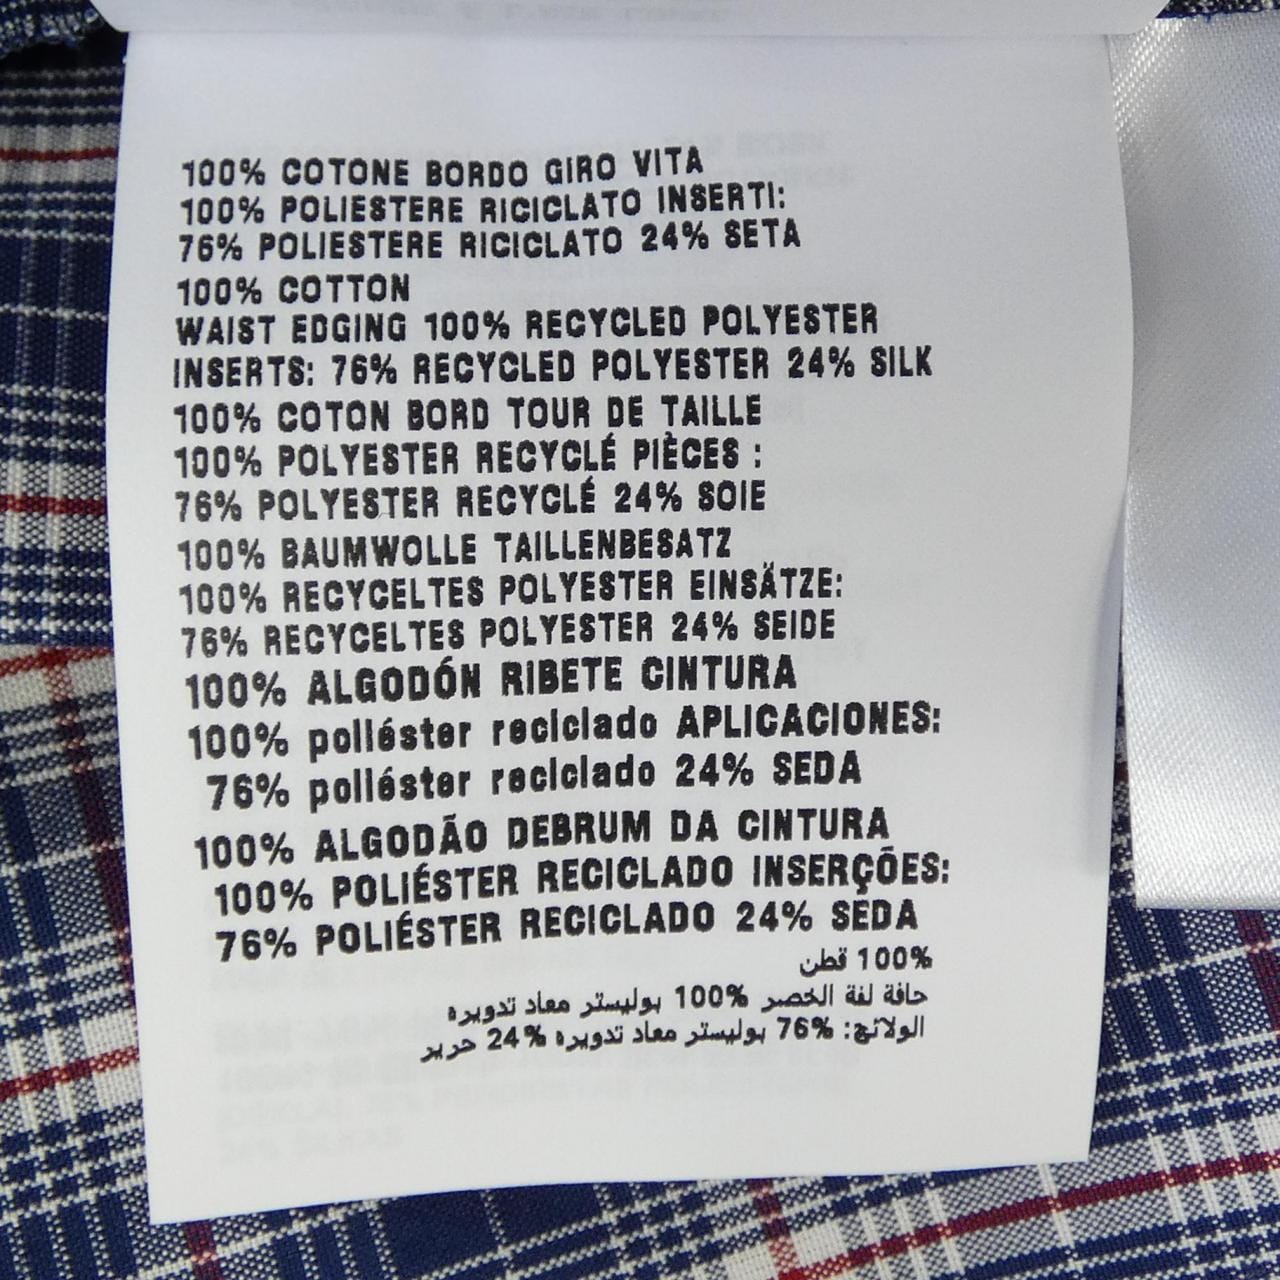 100% COTONE BORDO GIRO VITA
100% POLIESTERE RICICLATO INSERTI:
76% POLIESTERE RICICLATO 24% SETA
100% COTTON
WAIST EDGING 100% RECYCLED POLYESTER
INSERTS: 76% RECYCLED POLYESTER 24% SILK
100% COTON BORD TOUR DE TAILLE
100% POLYESTER RECYCLÉ PIÈCES :
76% POLYESTER RECYCLÉ 24% SOIE
100% BAUMWOLLE TAILLENBESATZ
100% RECYCELTES POLYESTER EINSÄTZE:
76% RECYCELTES POLYESTER 24% SEIDE
100% ALGODÓN RIBETE CINTURA
100% poliéster reciclado APLICACIONES:
76% poliéster reciclado 24% SEDA
100% ALGODÃO DEBRUM DA CINTURA
100% POLIÉSTER RECICLADO INSERÇÕES:
76% POLIÉSTER RECICLADO 24% SEDA
100% قطن
حافة لفة الخصر 100% بوليستر معاد تدويره
الولائج: 76% بوليستر معاد تدويره 24% حرير